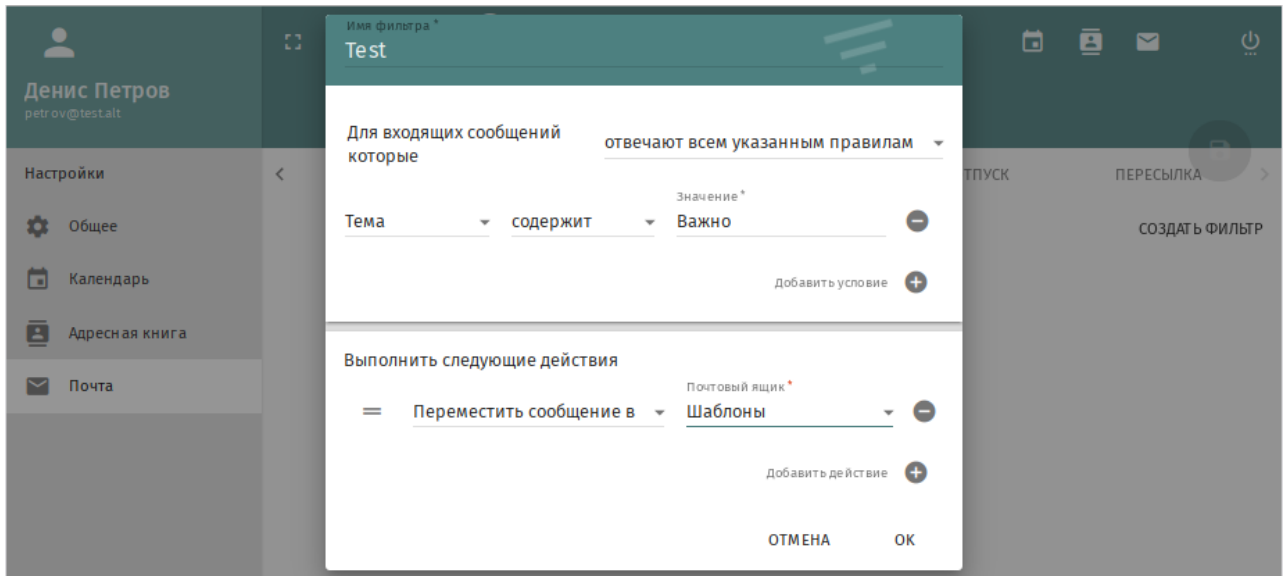 Имя фильтра *
Test
Денис Петров
petrov@test.alt
Для входящих сообщений
которые
отвечают всем указанным правилам
Настройки
ТПУСК
ПЕРЕСЫЛКА
Значение *
Тема
содержит
Важно
Общее
СОЗДАТЬ ФИЛЬТР
Календарь
Добавить условие
Адресная книга
Выполнить следующие действия
Почта
Почтовый ящик *
Переместить сообщение в
Шаблоны
Добавить действие
ОТМЕНА
ОК